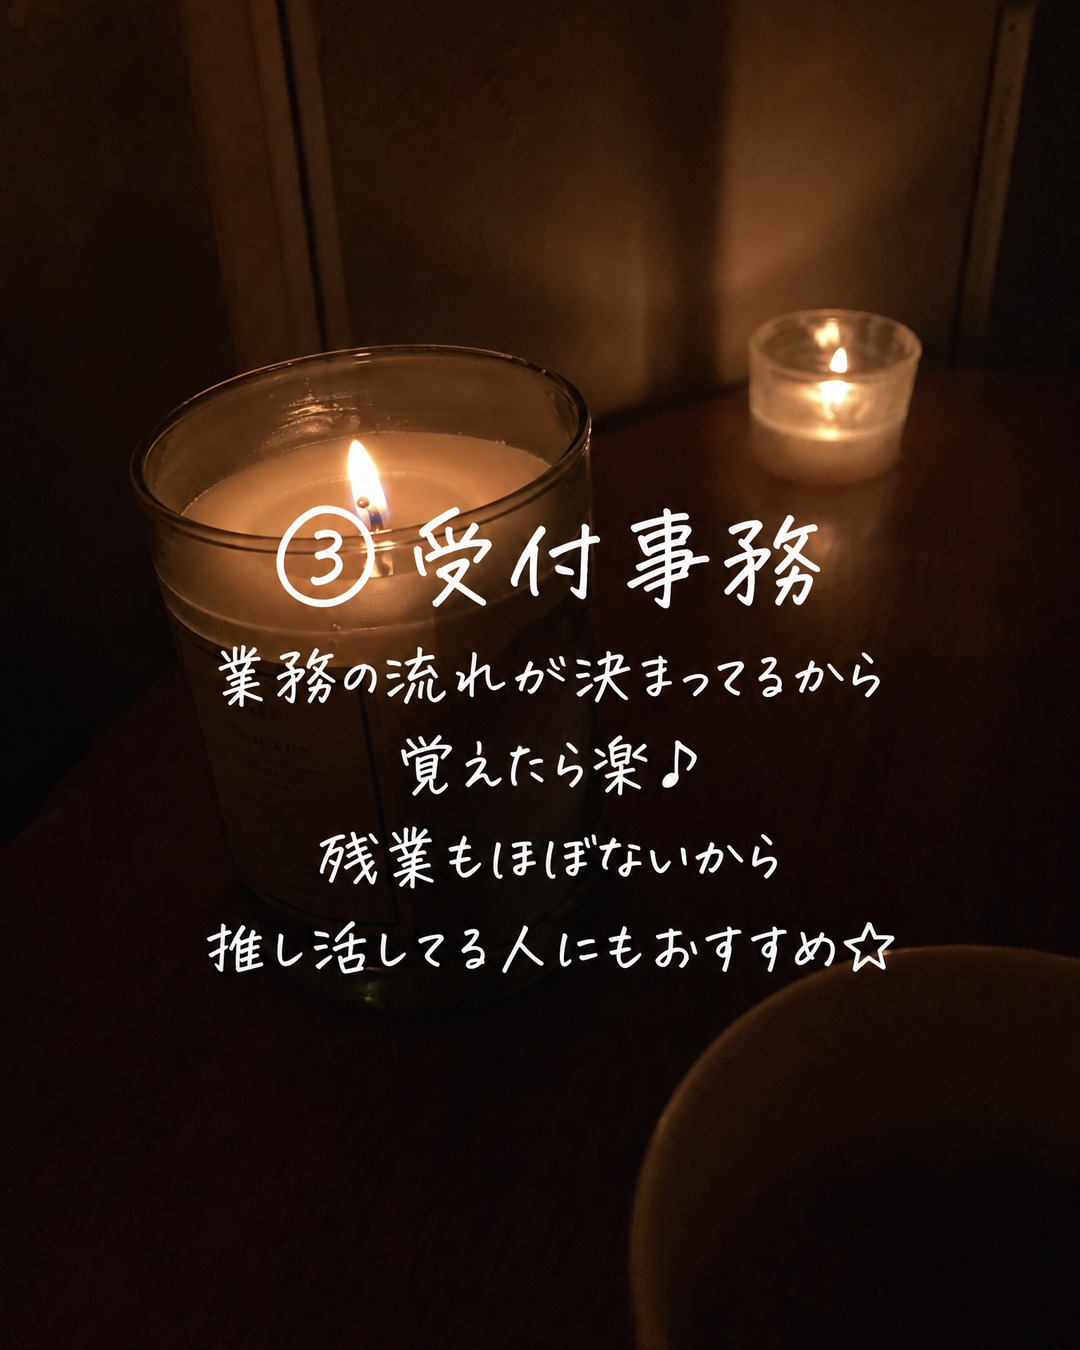 ③ 受付事務
業務の流れが決まってるから
覚えたら楽♪
残業もほぼないから
推し活してる人にもおすすめ☆